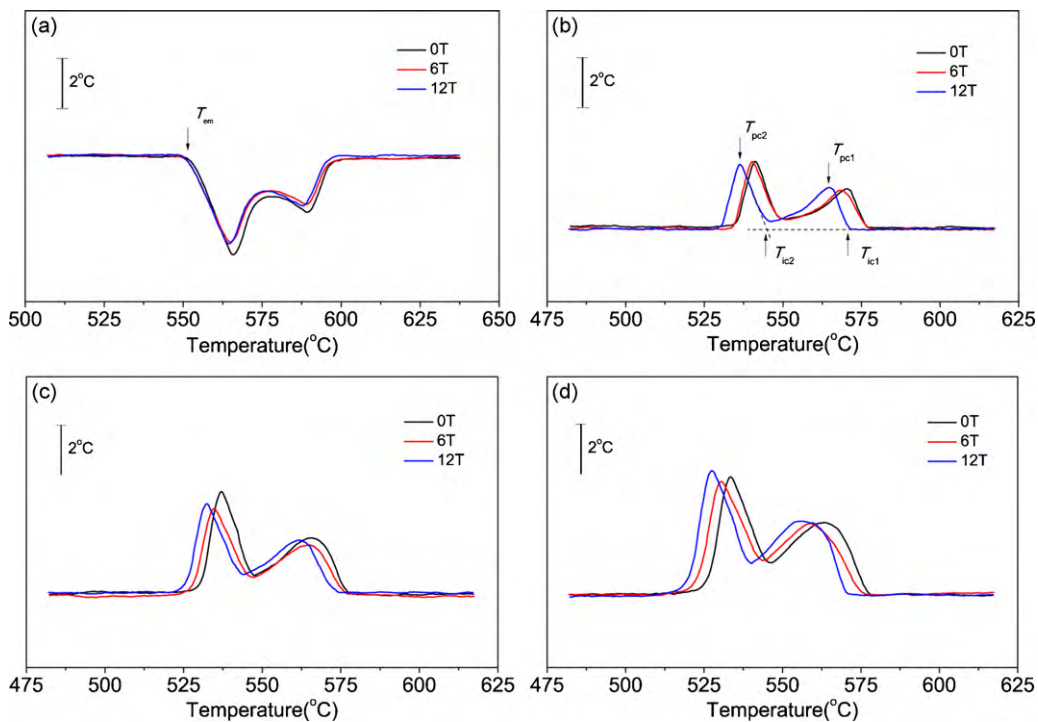 (a)
2°C
0T
6T
12T
Tem
500 525 550 575 600 625 650
Temperature(°C)
(b)
2°C
0T
6T
12T
Tpc2
Tpc1
Tic2
Tic1
475 500 525 550 575 600 625
Temperature(°C)
(c)
2°C
0T
6T
12T
475 500 525 550 575 600 625
Temperature(°C)
(d)
2°C
0T
6T
12T
475 500 525 550 575 600 625
Temperature(°C)